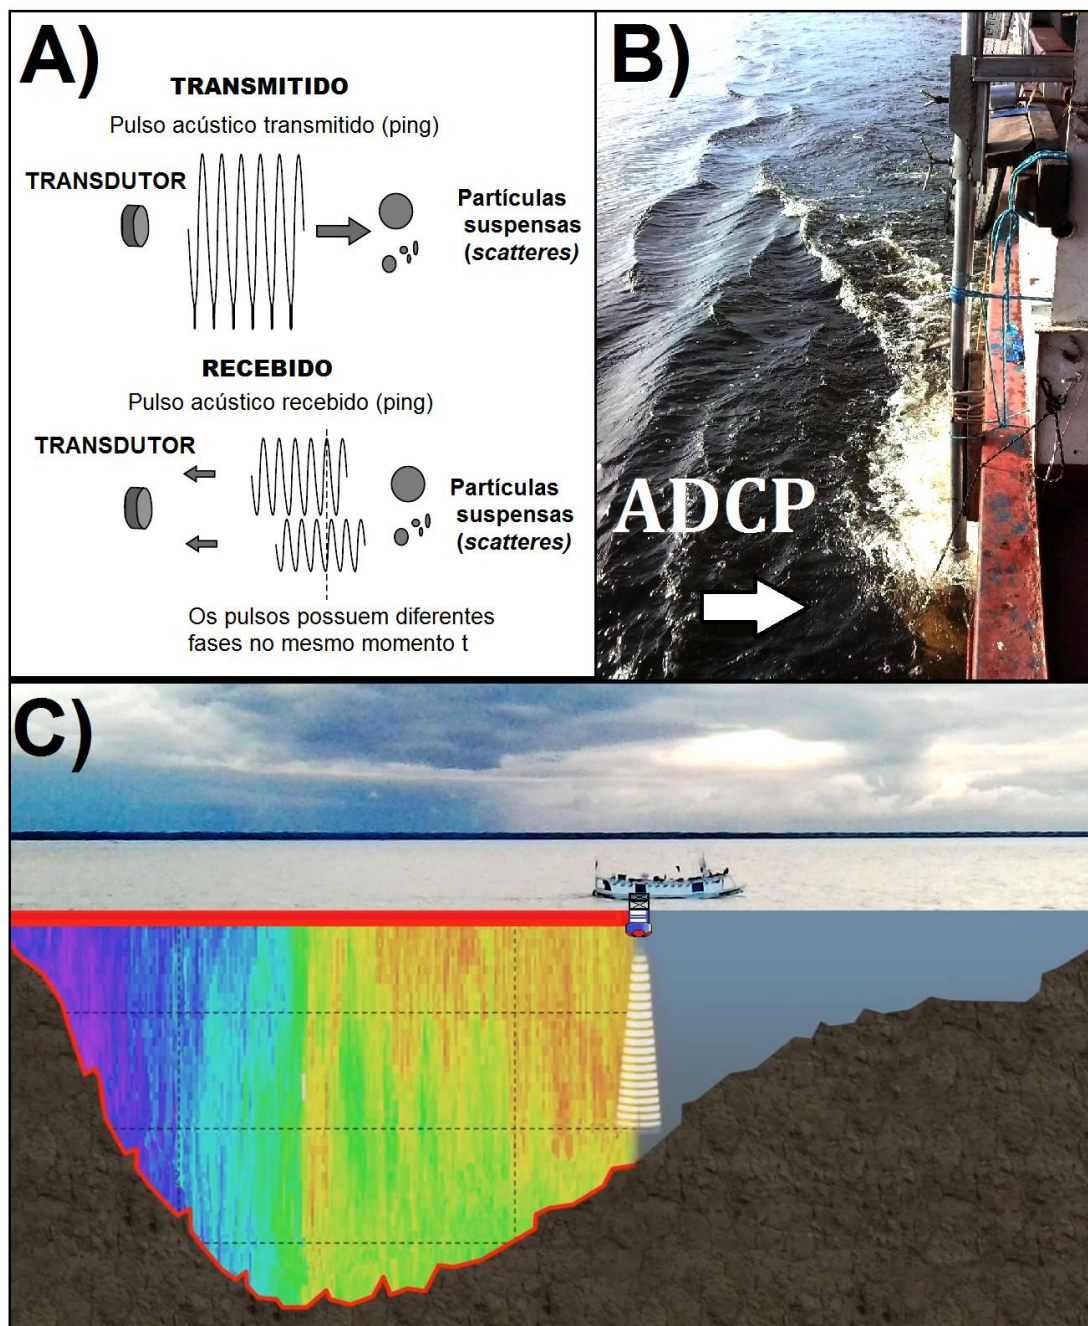 A)
TRANSMITIDO
Pulso acústico transmitido (ping)
TRANSDUTOR
Partículas
suspensas
(scatteres)
RECEBIDO
Pulso acústico recebido (ping)
TRANSDUTOR
Partículas
suspensas
(scatteres)
Os pulsos possuem diferentes
fases no mesmo momento t
B)
ADCP
C)